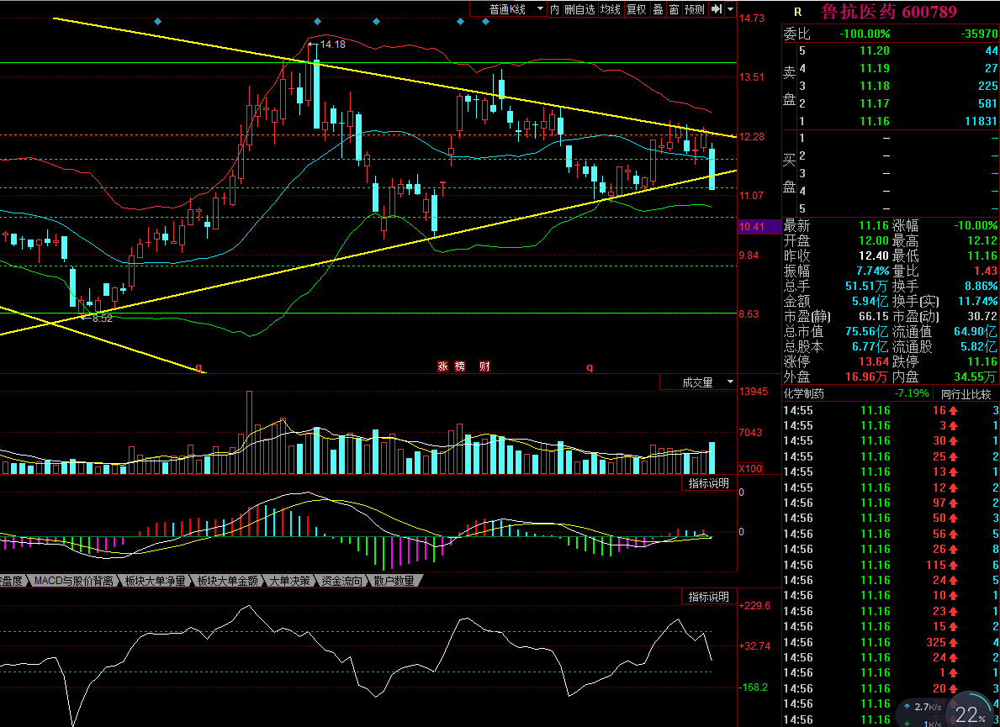 普通K线 内 删自选 均线 复权 叠 窗 预测
R 鲁抗医药 600789
委比 -100.00% -35970
卖盘
5 11.20 44
4 11.19 27
3 11.18 225
2 11.17 581
1 11.16 11831
买盘
1 –
2 –
3 –
4 –
5 –
最新 11.16 涨幅 -10.00%
开盘 12.00 最高 12.12
昨收 12.40 最低 11.16
振幅 7.74% 量比 1.43
总手 51.51万 换手 8.86%
金额 5.94亿 换手(实) 11.74%
市盈(静) 66.15 市盈(动) 30.72
总市值 75.56亿 流通值 64.90亿
总股本 6.77亿 流通股 5.82亿
涨停 13.64 跌停 11.16
外盘 16.96万 内盘 34.55万
化学制药 -7.19% 同行业比较
14:55 11.16 16 3
14:55 11.16 3 1
14:55 11.16 30 1
14:55 11.16 25 2
14:55 11.16 13 1
14:55 11.16 12 2
14:56 11.16 97 2
14:56 11.16 50 3
14:56 11.16 56 5
14:56 11.16 26 8
14:56 11.16 115 6
14:56 11.16 24 5
14:56 11.16 10 1
14:56 11.16 23 1
14:56 11.16 15 2
14:56 11.16 325 4
14:56 11.16 24 2
14:56 11.16 1 1
14:56 11.16 20 3
14:56 11.16 4
14:56 11.16 3
2.7K/s
1K/s
22%
14.73
13.51
12.28
11.07
10.41
9.84
8.63
14.18
8.52
q 涨 榜 财 q
成交量
13945
7043
X100
指标说明
0
0
盘度 MACD与股价背离 板块大单净量 板块大单金额 大单决策 资金流向 散户数量
指标说明
+229.6
+32.74
-168.2